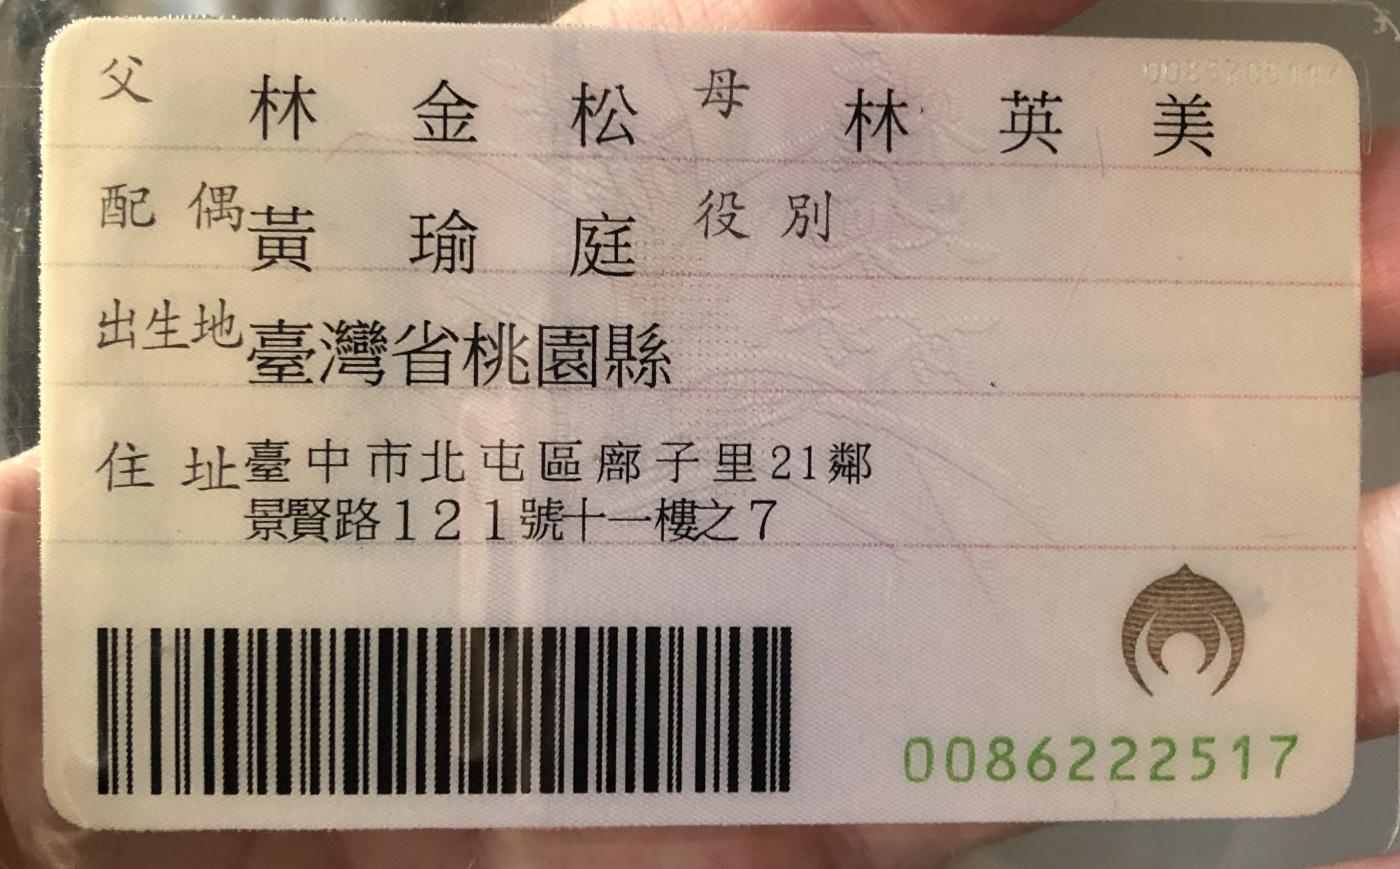 父 林金松 母 林英美
配偶 黃瑜庭 役別
出生地 臺灣省桃園縣
住址 臺中市北屯區廍子里21鄰
景賢路121號十一樓之7
0086222517